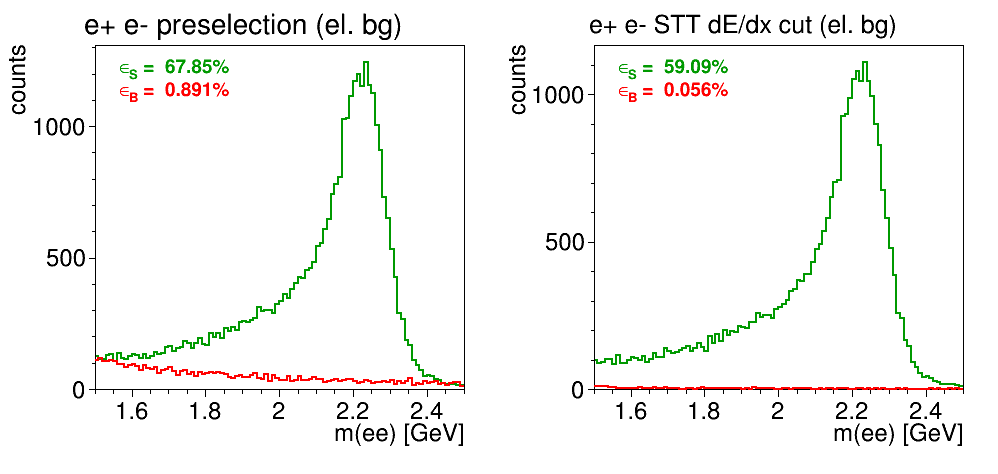 e+ e- preselection (el. bg)
counts
ϵS = 67.85%
ϵB = 0.891%
1000
500
0
1.6 1.8 2 2.2 2.4
m(ee) [GeV]
e+ e- STT dE/dx cut (el. bg)
counts
ϵS = 59.09%
ϵB = 0.056%
1000
500
0
1.6 1.8 2 2.2 2.4
m(ee) [GeV]